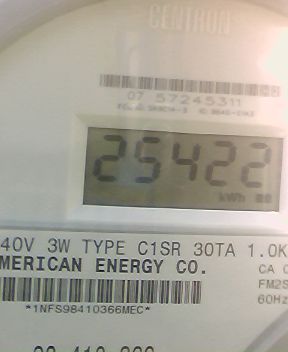 CENTRON
07 57245311
25422
kWh
40V 3W TYPE C1SR 30TA 1.0K
MERICAN ENERGY CO.
CA 0
FM2S
60Hz
*1NFS98410366MEC*